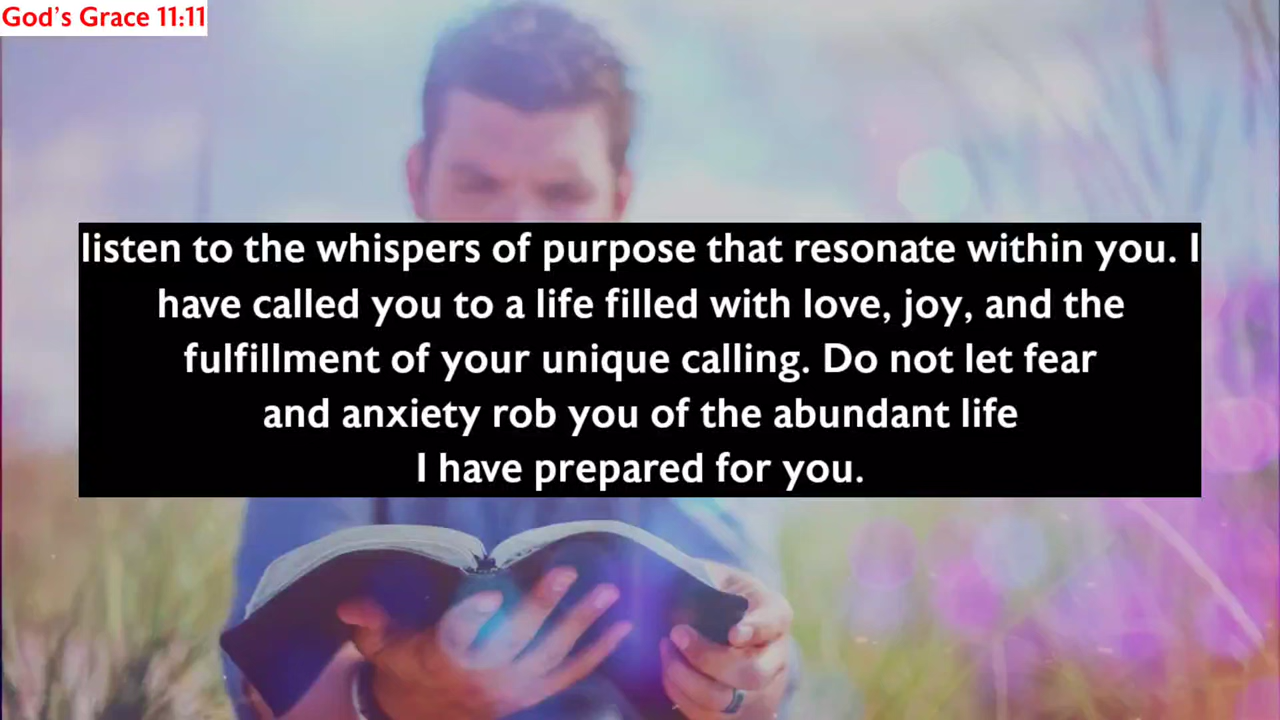 God's Grace 11:11
listen to the whispers of purpose that resonate within you. I
have called you to a life filled with love, joy, and the
fulfillment of your unique calling. Do not let fear
and anxiety rob you of the abundant life
I have prepared for you.